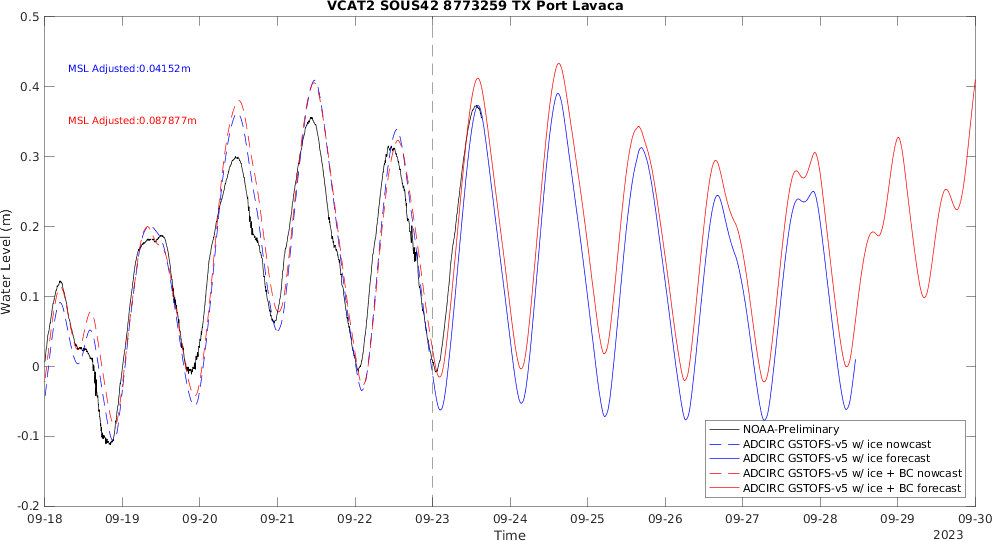 VCAT2 SOUS42 8773259 TX Port Lavaca
0.5
0.4
0.3
0.2
0.1
0
-0.1
-0.2
Water Level (m)
MSL Adjusted:0.04152m
MSL Adjusted:0.087877m
NOAA-Preliminary
ADCIRC GSTOFS-v5 w/ ice nowcast
ADCIRC GSTOFS-v5 w/ ice forecast
ADCIRC GSTOFS-v5 w/ ice + BC nowcast
ADCIRC GSTOFS-v5 w/ ice + BC forecast
09-18 09-19 09-20 09-21 09-22 09-23 09-24 09-25 09-26 09-27 09-28 09-29 09-30
Time
2023